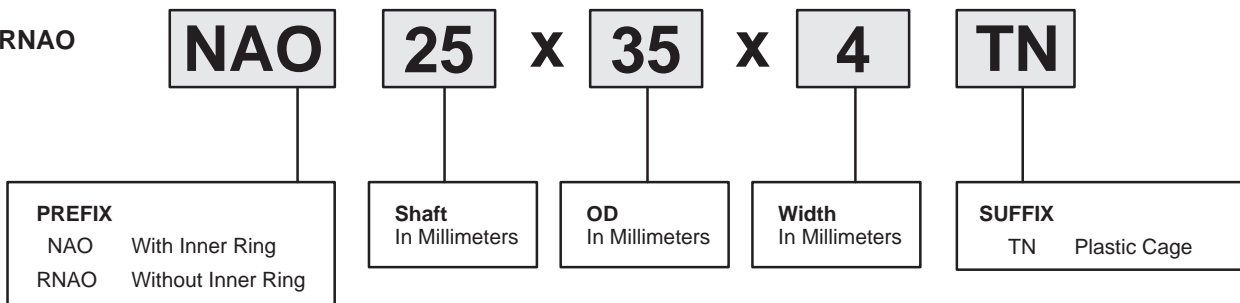 RNAO
NAO 25 x 35 x 4 TN
PREFIX
NAO With Inner Ring
RNAO Without Inner Ring
Shaft
In Millimeters
OD
In Millimeters
Width
In Millimeters
SUFFIX
TN Plastic Cage